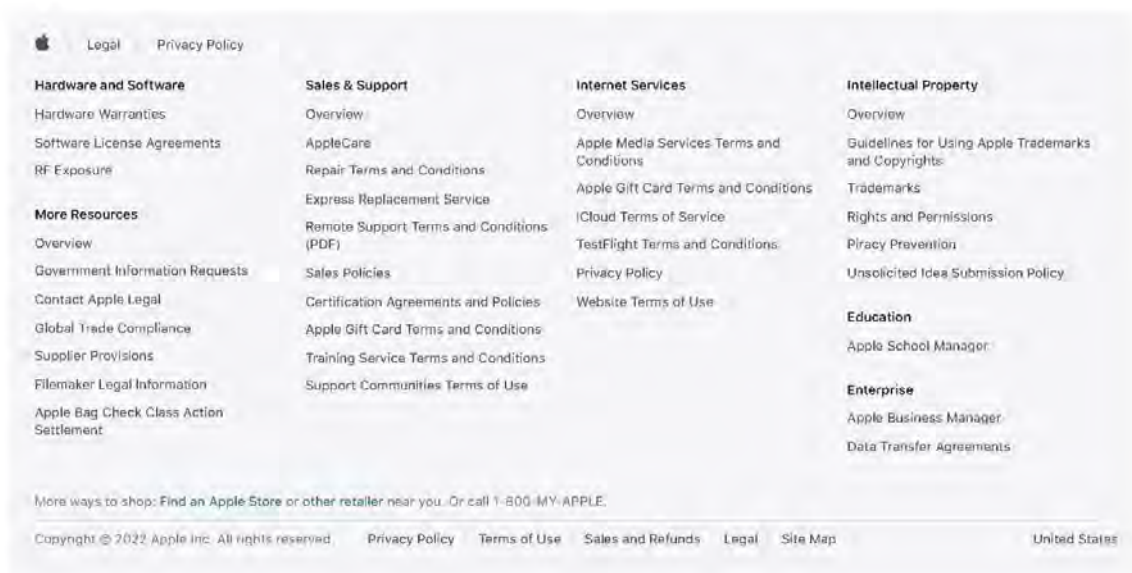 Legal Privacy Policy
Hardware and Software
Hardware Warranties
Software License Agreements
RF Exposure
More Resources
Overview
Government Information Requests
Contact Apple Legal
Global Trade Compliance
Supplier Provisions
Filemaker Legal Information
Apple Bag Check Class Action
Settlement
Sales & Support
Overview
AppleCare
Repair Terms and Conditions
Express Replacement Service
Remote Support Terms and Conditions
(PDF)
Sales Policies
Certification Agreements and Policies
Apple Gift Card Terms and Conditions
Training Service Terms and Conditions
Support Communities Terms of Use
Internet Services
Overview
Apple Media Services Terms and
Conditions
Apple Gift Card Terms and Conditions
iCloud Terms of Service
TestFlight Terms and Conditions
Privacy Policy
Website Terms of Use
Intellectual Property
Overview
Guidelines for Using Apple Trademarks
and Copyrights
Trademarks
Rights and Permissions
Piracy Prevention
Unsolicited Idea Submission Policy
Education
Apple School Manager
Enterprise
Apple Business Manager
Data Transfer Agreements
More ways to shop: Find an Apple Store or other retailer near you. Or call 1-800-MY-APPLE.
Copyright © 2022 Apple Inc. All rights reserved. Privacy Policy Terms of Use Sales and Refunds Legal Site Map United States